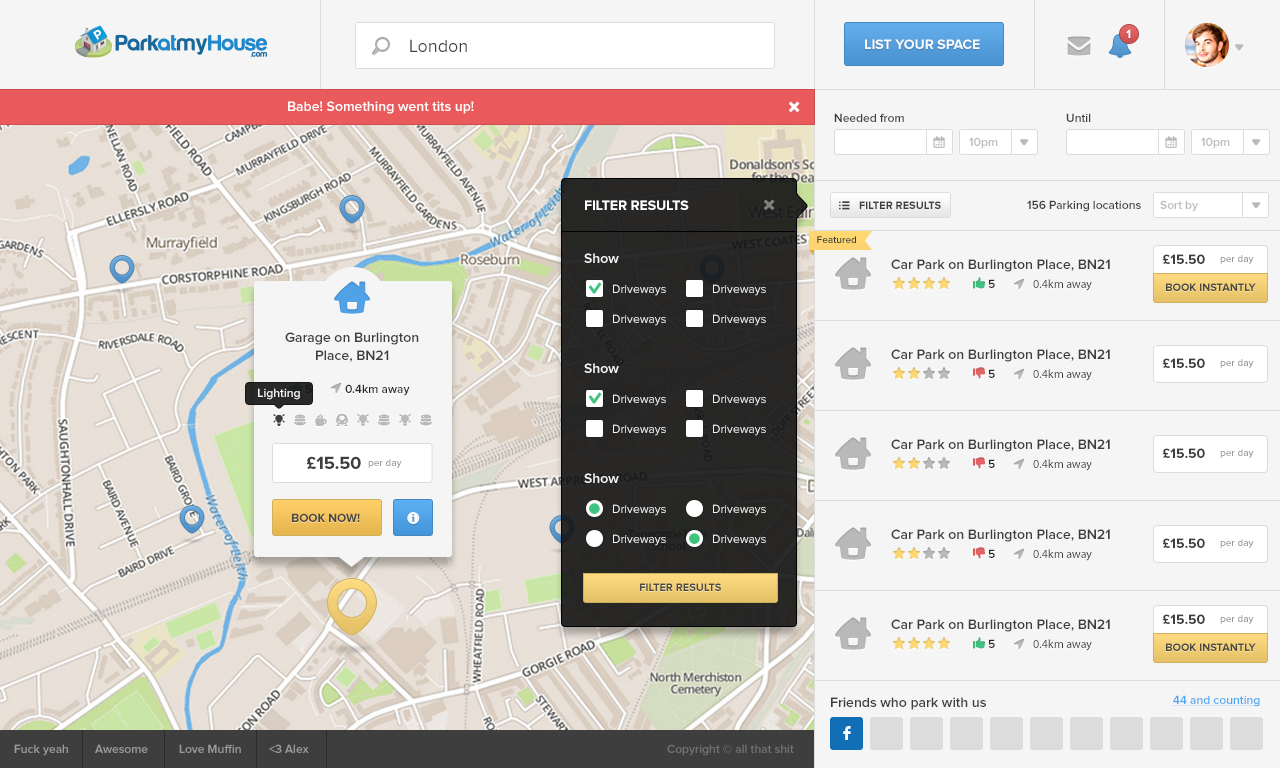 ParkatmyHouse
.com
London
LIST YOUR SPACE
1
Babe! Something went tits up!
Needed from
Until
10pm
10pm
FILTER RESULTS
156 Parking locations
Sort by
Featured
Car Park on Burlington Place, BN21
5
0.4km away
£15.50 per day
BOOK INSTANTLY
Car Park on Burlington Place, BN21
5
0.4km away
£15.50 per day
Car Park on Burlington Place, BN21
5
0.4km away
£15.50 per day
Car Park on Burlington Place, BN21
5
0.4km away
£15.50 per day
Car Park on Burlington Place, BN21
5
0.4km away
£15.50 per day
BOOK INSTANTLY
Friends who park with us
44 and counting
f
FILTER RESULTS
Show
Driveways Driveways
Driveways Driveways
Show
Driveways Driveways
Driveways Driveways
Show
Driveways Driveways
Driveways Driveways
FILTER RESULTS
Garage on Burlington
Place, BN21
0.4km away
Lighting
£15.50 per day
BOOK NOW!
MURRAYFIELD ROAD
MURRAYFIELD DRIVE
MURRAYFIELD AVENUE
MURRAYFIELD GARDENS
KINGSBURGH ROAD
ELLERSLY ROAD
Murrayfield
GARDENS
CORSTORPHINE ROAD
Water of Leith
Roseburn
Donaldson's
for the Dea
WEST COATES
RIVERSDALE ROAD
SAUGHTONHALL DRIVE
BAIRD AVENUE
BAIRD GROVE
BAIRD DRIVE
Water of Leith
WHEATFIELD ROAD
GORGIE ROAD
North Merchiston
Cemetery
Fuck yeah
Awesome
Love Muffin
<3 Alex
Copyright © all that shit